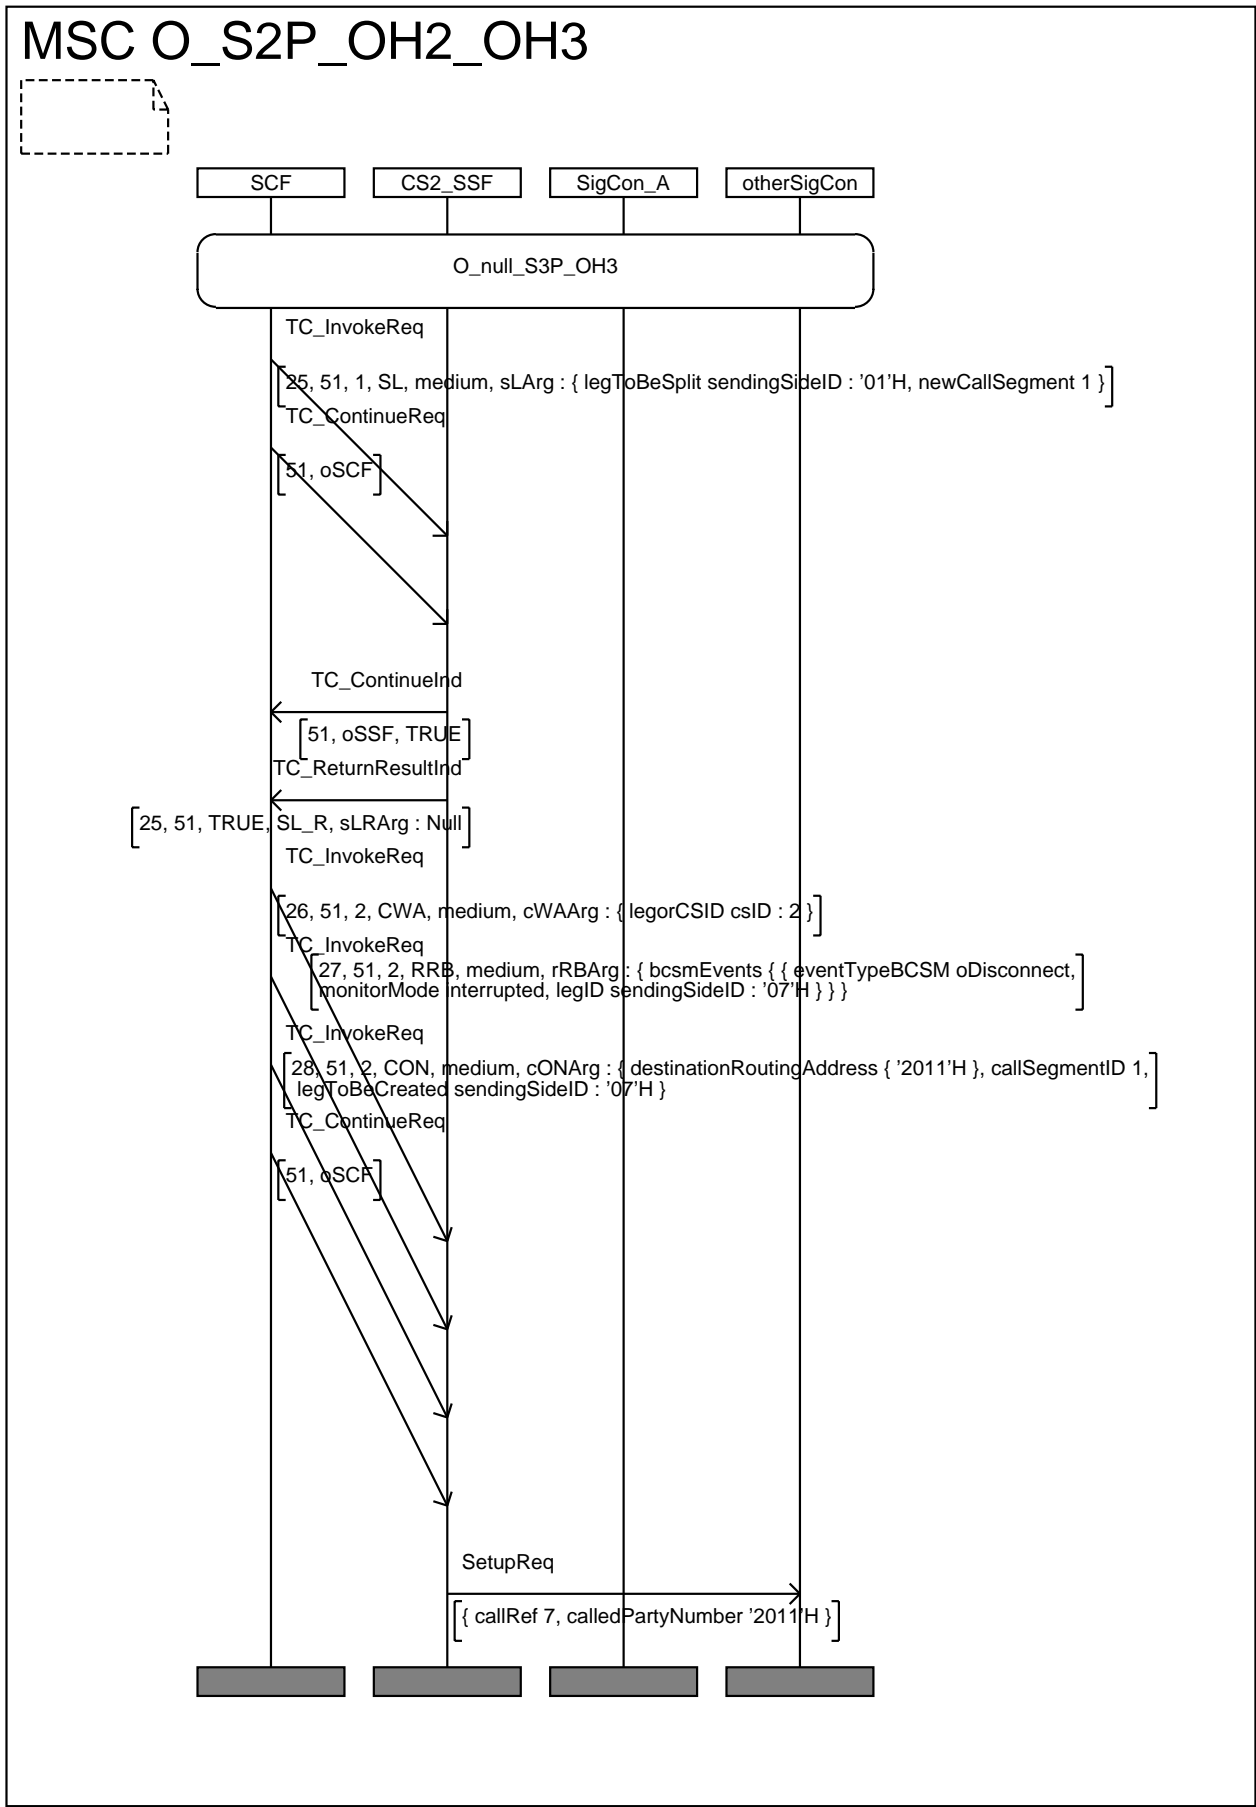 MSC O_S2P_OH2_OH3
SCF
CS2_SSF
SigCon_A
otherSigCon
O_null_S3P_OH3
TC_InvokeReq
25, 51, 1, SL, medium, sLArg : { legToBeSplit sendingSideID : '01'H, newCallSegment 1 }
TC_ContinueReq
51, oSCF
TC_ContinueInd
51, oSSF, TRUE
TC_ReturnResultInd
25, 51, TRUE, SL_R, sLRArg : Null
TC_InvokeReq
26, 51, 2, CWA, medium, cWAArg : { legorCSID csID : 2 }
TC_InvokeReq
27, 51, 2, RRB, medium, rRBArg : { bcsmEvents { { eventTypeBCSM oDisconnect,
monitorMode interrupted, legID sendingSideID : '07'H } } }
TC_InvokeReq
28, 51, 2, CON, medium, cONArg : { destinationRoutingAddress { '2011'H }, callSegmentID 1,
legToBeCreated sendingSideID : '07'H }
TC_ContinueReq
51, oSCF
SetupReq
{ callRef 7, calledPartyNumber '2011'H }